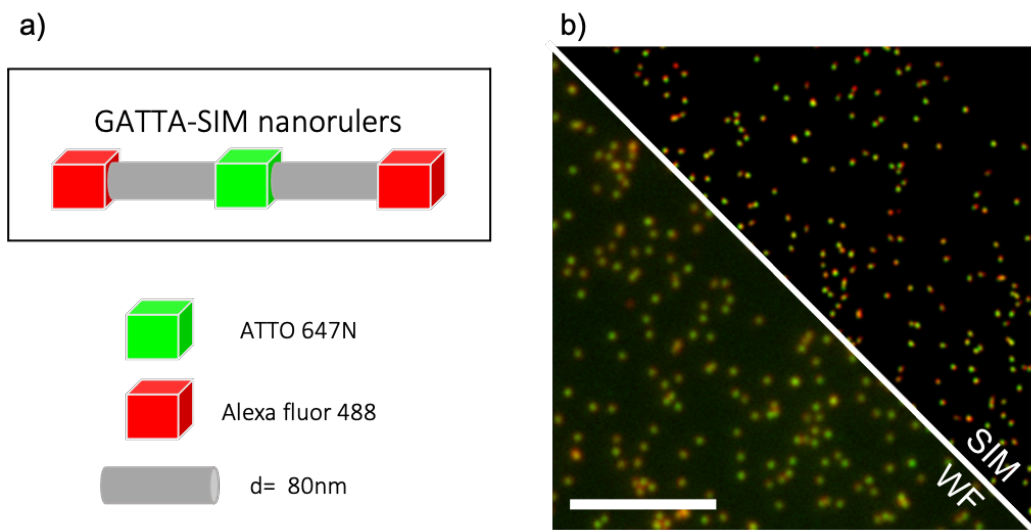 a)
GATTA-SIM nanorulers
ATTO 647N
Alexa fluor 488
d= 80nm
b)
SIM
WF